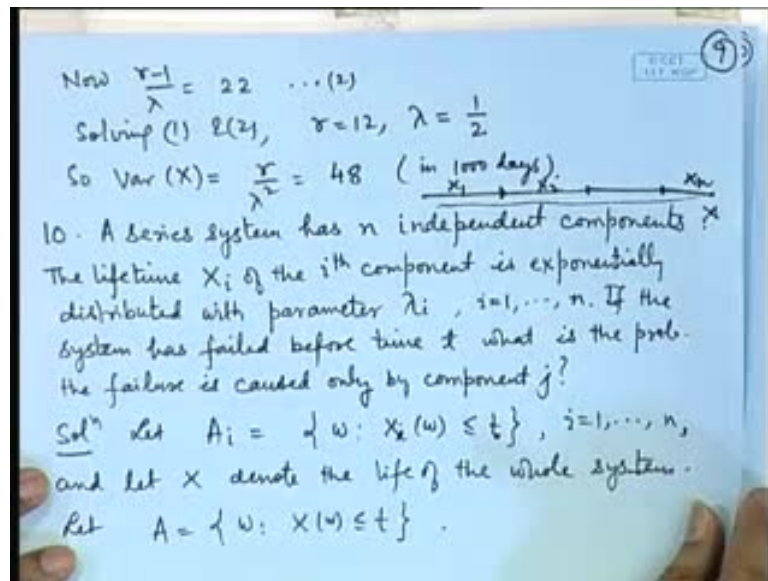 9
Now (r-1)/λ = 22 ...(2)
Solving (1) &(2), r=12, λ = 1/2
So Var (X) = r/λ² = 48 (in 1000 days)
X₁ Xᵢ Xₙ
X
10. A series system has n independent components
The lifetime Xᵢ of the iᵗʰ component is exponentially
distributed with parameter λᵢ, i=1, ..., n. If the
system has failed before time t what is the prob.
the failure is caused only by component j?
Solⁿ Let Aᵢ = {ω: Xᵢ(ω) ≤ t}, i=1, ..., n,
and let X denote the life of the whole system.
Let A = {ω: X(ω) ≤ t}.